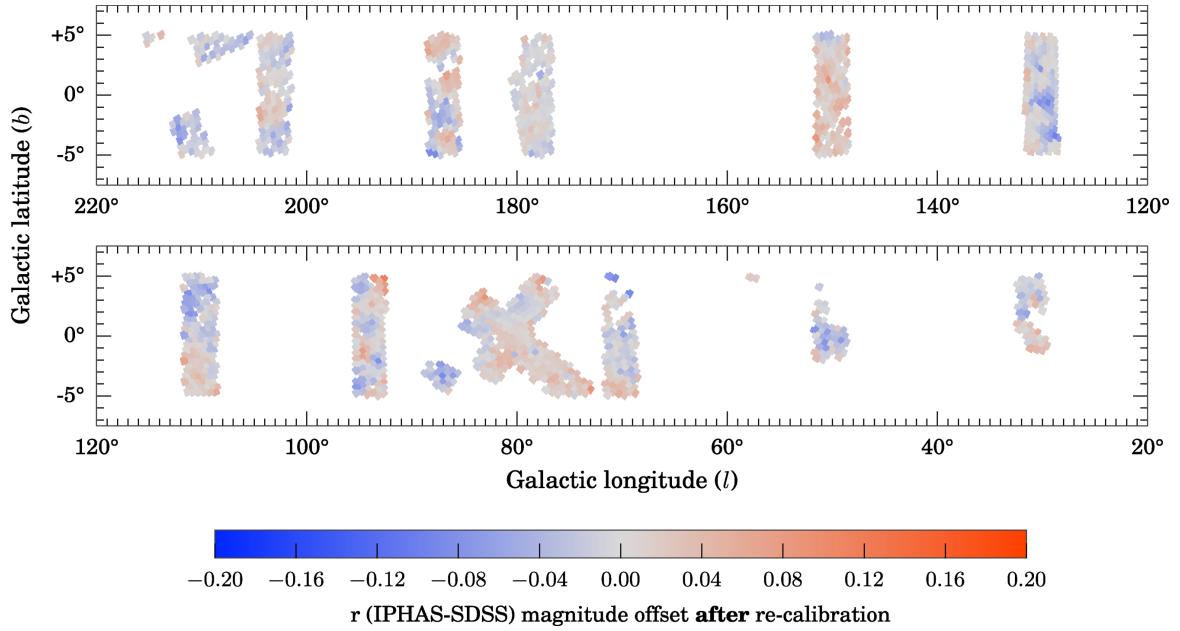 +5°
0°
-5°
220° 200° 180° 160° 140° 120°
Galactic latitude (b)
+5°
0°
-5°
120° 100° 80° 60° 40° 20°
Galactic longitude (l)
−0.20 −0.16 −0.12 −0.08 −0.04 0.00 0.04 0.08 0.12 0.16 0.20
r (IPHAS-SDSS) magnitude offset after re-calibration